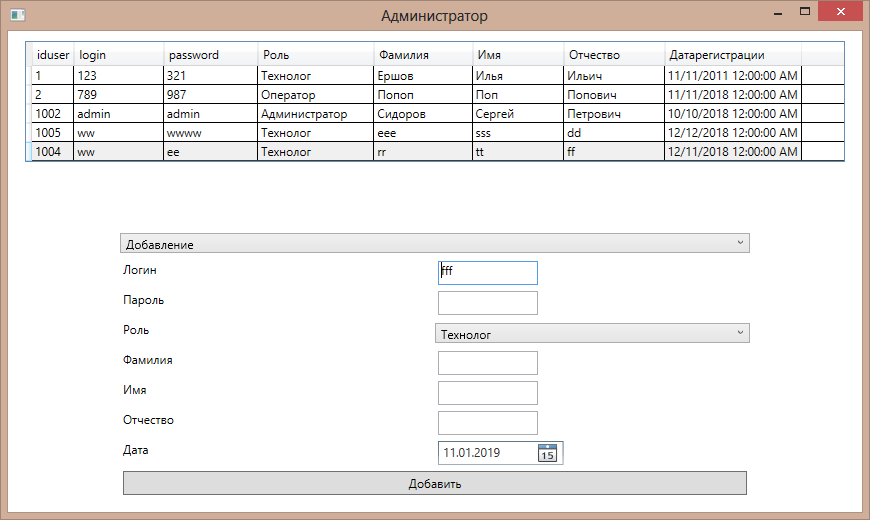 Администратор
iduser login password Роль Фамилия Имя Отчество Датарегистрации
1 123 321 Технолог Ершов Илья Ильич 11/11/2011 12:00:00 AM
2 789 987 Оператор Попоп Поп Попович 11/11/2018 12:00:00 AM
1002 admin admin Администратор Сидоров Сергей Петрович 10/10/2018 12:00:00 AM
1005 ww wwww Технолог eee sss dd 12/12/2018 12:00:00 AM
1004 ww ee Технолог rr tt ff 12/11/2018 12:00:00 AM
Добавление
Логин fff
Пароль
Роль Технолог
Фамилия
Имя
Отчество
Дата 11.01.2019 15
Добавить